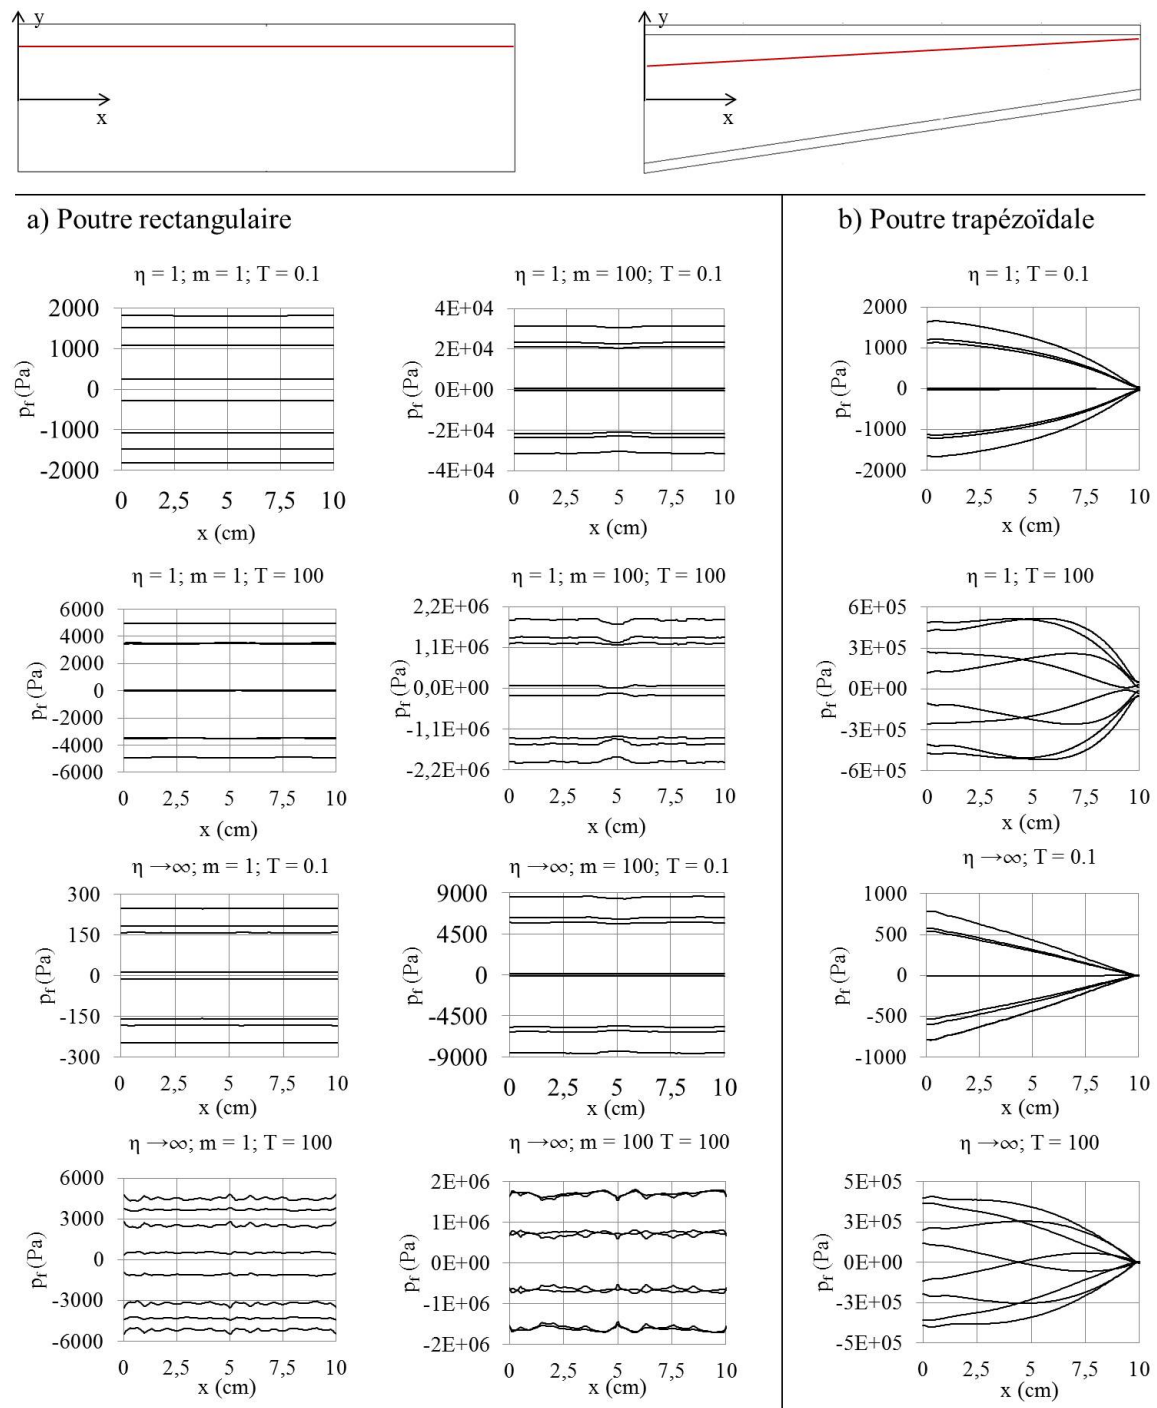 y
x
y
x
a) Poutre rectangulaire
b) Poutre trapézoïdale
η = 1; m = 1; T = 0.1
2000
1000
0
-1000
-2000
p_f (Pa)
0 2,5 5 7,5 10
x (cm)
η = 1; m = 100; T = 0.1
4E+04
2E+04
0E+00
-2E+04
-4E+04
p_f (Pa)
0 2,5 5 7,5 10
x (cm)
η = 1; T = 0.1
2000
1000
0
-1000
-2000
p_f (Pa)
0 2,5 5 7,5 10
x (cm)
η = 1; m = 1; T = 100
6000
4000
2000
0
-2000
-4000
-6000
p_f (Pa)
0 2,5 5 7,5 10
x (cm)
η = 1; m = 100; T = 100
2,2E+06
1,1E+06
0,0E+00
-1,1E+06
-2,2E+06
p_f (Pa)
0 2,5 5 7,5 10
x (cm)
η = 1; T = 100
6E+05
3E+05
0E+00
-3E+05
-6E+05
p_f (Pa)
0 2,5 5 7,5 10
x (cm)
η →∞; m = 1; T = 0.1
300
150
0
-150
-300
p_f (Pa)
0 2,5 5 7,5 10
x (cm)
η →∞; m = 100; T = 0.1
9000
4500
0
-4500
-9000
p_f (Pa)
0 2,5 5 7,5 10
x (cm)
η →∞; T = 0.1
1000
500
0
-500
-1000
p_f (Pa)
0 2,5 5 7,5 10
x (cm)
η →∞; m = 1; T = 100
6000
3000
0
-3000
-6000
p_f (Pa)
0 2,5 5 7,5 10
x (cm)
η →∞; m = 100 T = 100
2E+06
1E+06
0E+00
-1E+06
-2E+06
p_f (Pa)
0 2,5 5 7,5 10
x (cm)
η →∞; T = 100
5E+05
3E+05
0E+00
-3E+05
-5E+05
p_f (Pa)
0 2,5 5 7,5 10
x (cm)